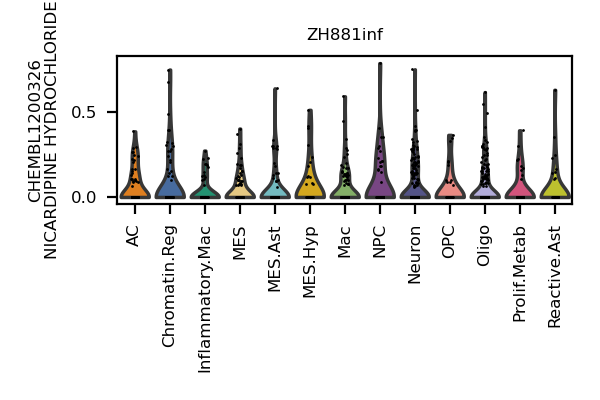 ZH881inf
CHEMBL1200326
NICARDIPINE HYDROCHLORIDE
0.5
0.0
AC
Chromatin.Reg
Inflammatory.Mac
MES
MES.Ast
MES.Hyp
Mac
NPC
Neuron
OPC
Oligo
Prolif.Metab
Reactive.Ast